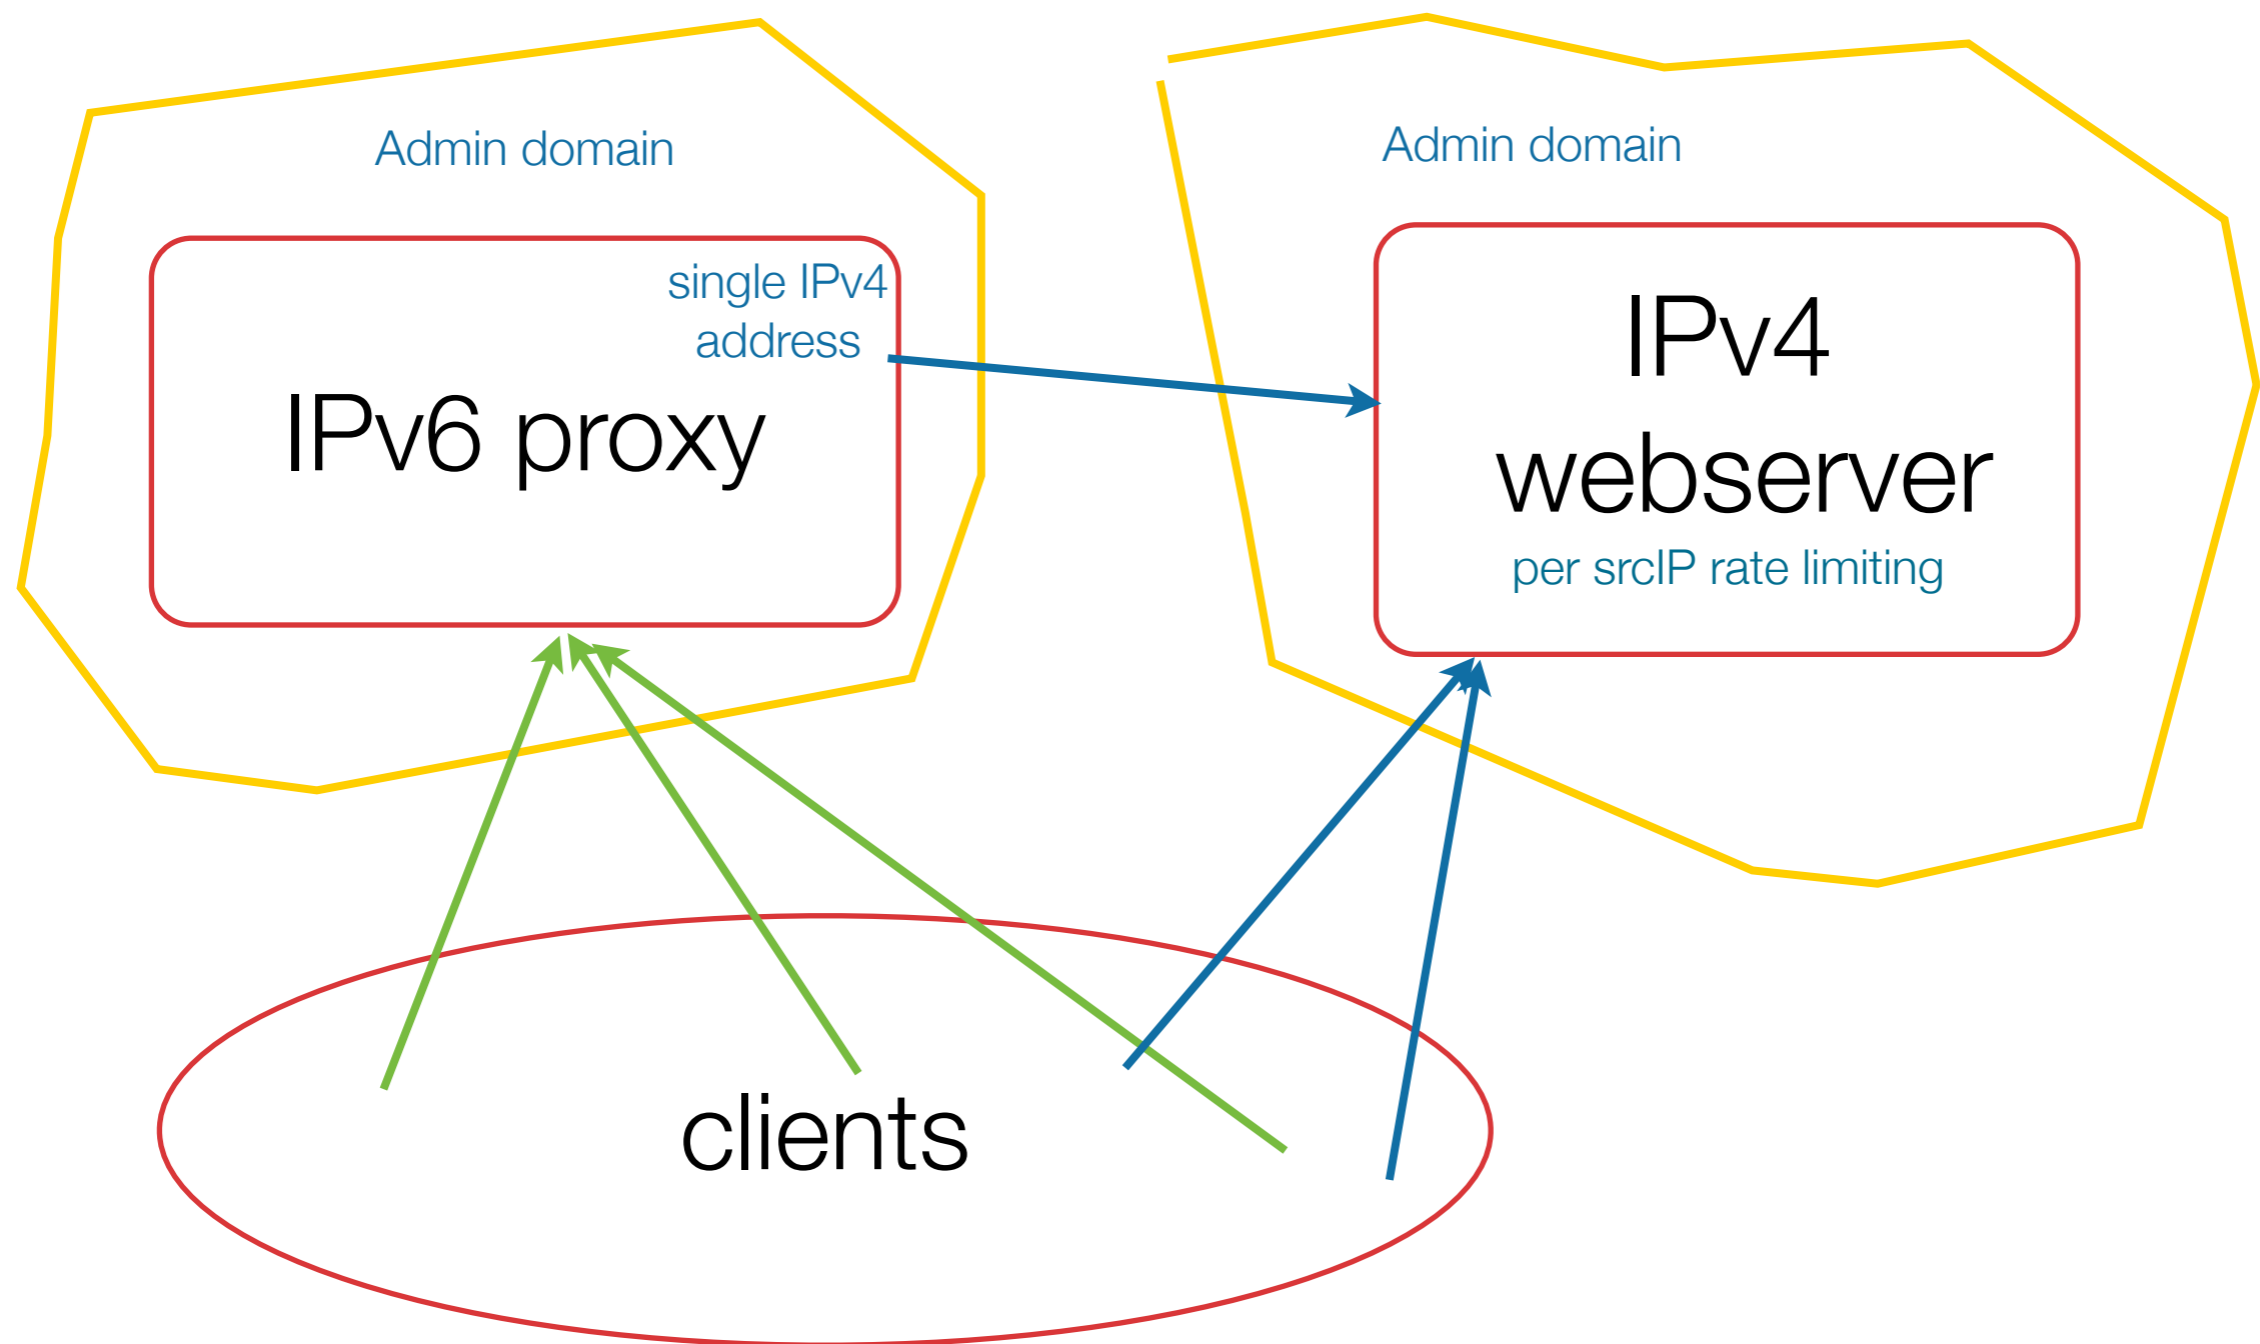 Admin domain
single IPv4
address
IPv6 proxy
Admin domain
IPv4
webserver
per srcIP rate limiting
clients